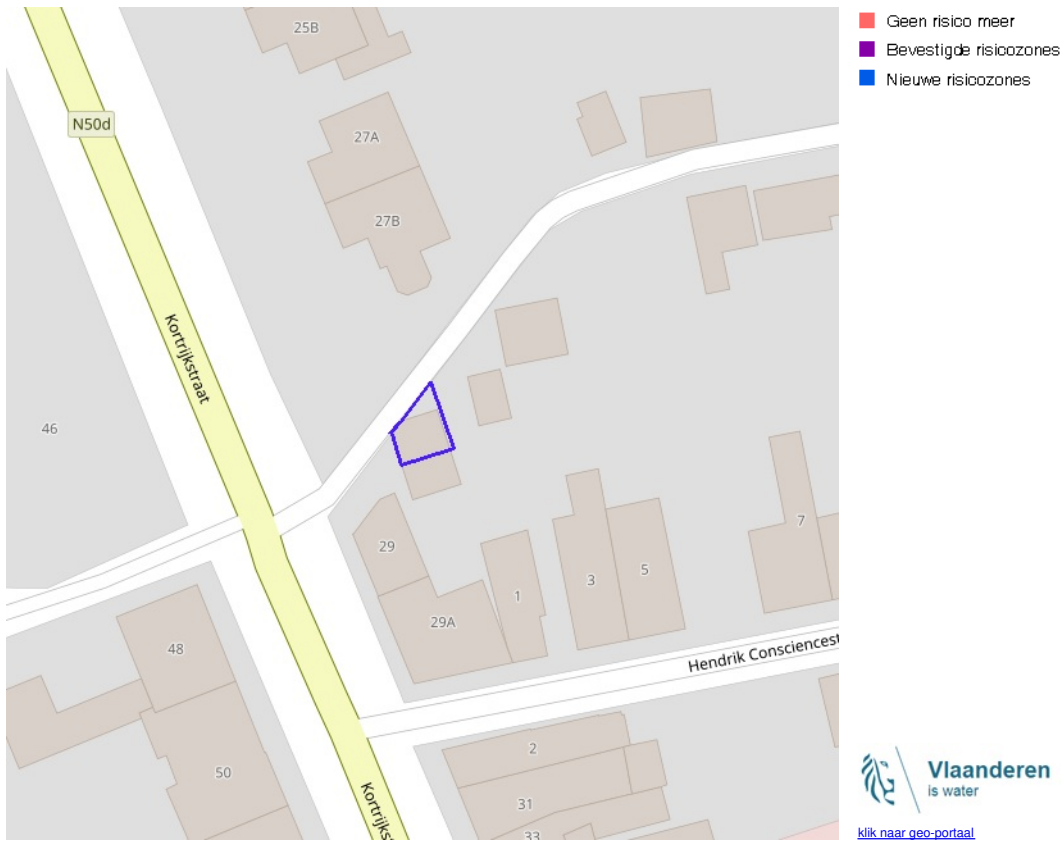 Geen risico meer
Bevestigde risicozones
Nieuwe risicozones
25B
N50d
27A
27B
Kortrijkstraat
46
29
7
5
3
1
29A
48
Hendrik Consciencest
2
50
31
Kortrijks
33
Vlaanderen
is water
klik naar geo-portaal